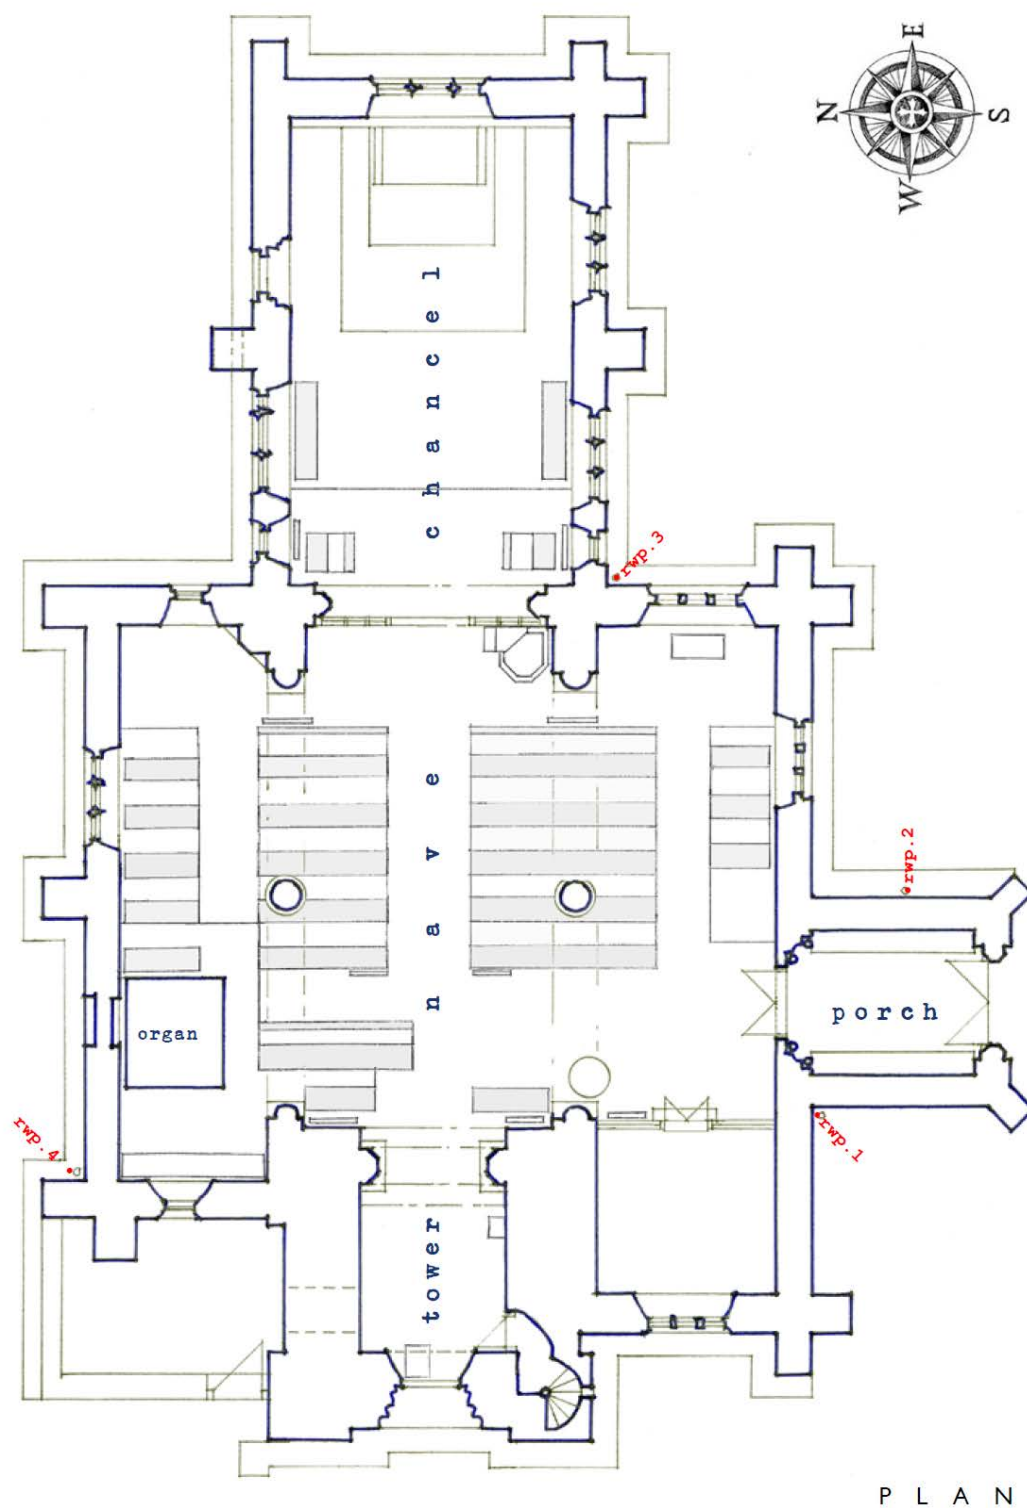 E
N
S
W
chancel
rwp.3
nave
rwp.2
porch
organ
rwp.4
rwp.1
tower
PLAN